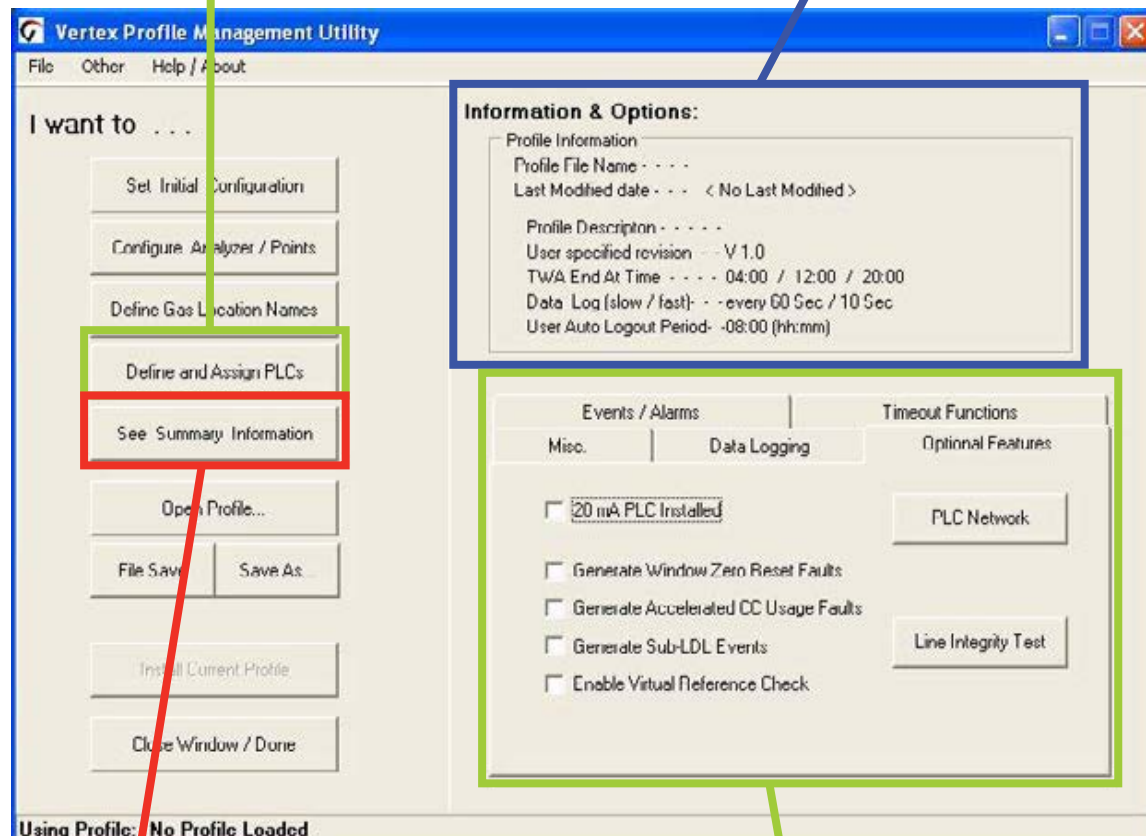 Vertex Profile Management Utility
File Other Help / About
I want to . . .
Set Initial Configuration
Configure Analyzer / Points
Define Gas Location Names
Define and Assign PLCs
See Summary Information
Open Profile...
File Save
Save As...
Install Current Profile
Close Window / Done
Information & Options:
Profile Information
Profile File Name - - - -
Last Modified date - - - < No Last Modified >
Profile Descripton - - - - -
User specified revision - - V 1.0
TWA End At Time - - - - 04:00 / 12:00 / 20:00
Data Log (slow / fast)- - - every 60 Sec / 10 Sec
User Auto Logout Period- -08:00 (hh:mm)
Events / Alarms
Timeout Functions
Misc.
Data Logging
Optional Features
20 mA PLC Installed
PLC Network
Generate Window Zero Reset Faults
Generate Accelerated CC Usage Faults
Generate Sub-LDL Events
Line Integrity Test
Enable Virtual Reference Check
Using Profile: No Profile Loaded